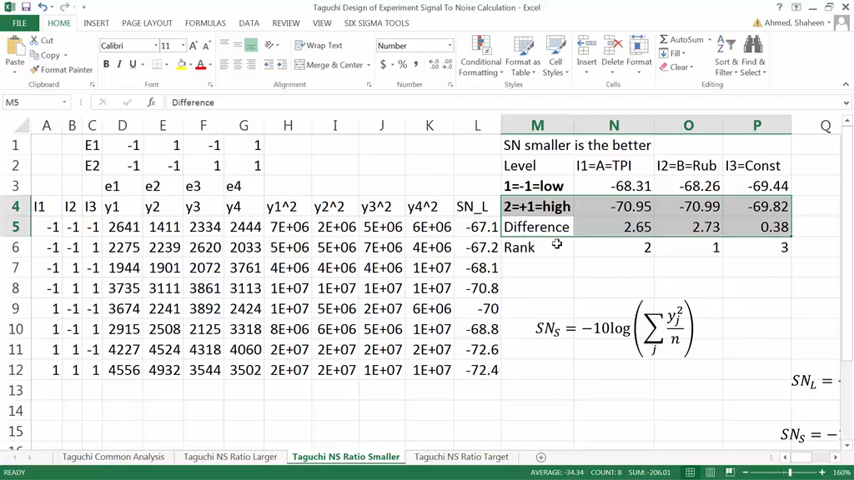 Taguchi Design of Experiment Signal To Noise Calculation - Excel
FILE HOME INSERT PAGE LAYOUT FORMULAS DATA REVIEW VIEW SIX SIGMA TOOLS Ahmed, Shaheen
Cut
Copy
Format Painter
Paste
Calibri 11
B I U
Wrap Text
Merge & Center
Number
$ % ,
Conditional Formatting
Format as Table
Cell Styles
Insert Delete Format
AutoSum
Fill
Clear
Sort & Filter
Find & Select
Clipboard Font Alignment Number Styles Cells Editing
M5 fx Difference
A B C D E F G H I J K L M N O P Q
1 E1 -1 1 -1 1 SN smaller is the better
2 E2 -1 -1 1 1 Level I1=A=TPI I2=B=Rub I3=Const
3 e1 e2 e3 e4 1=-1=low -68.31 -68.26 -69.44
4 I1 I2 I3 y1 y2 y3 y4 y1^2 y2^2 y3^2 y4^2 SN_L 2=+1=high -70.95 -70.99 -69.82
5 -1 -1 -1 2641 1411 2334 2444 7E+06 2E+06 5E+06 6E+06 -67.1 Difference 2.65 2.73 0.38
6 -1 -1 1 2275 2239 2620 2033 5E+06 5E+06 7E+06 4E+06 -67.2 Rank 2 1 3
7 -1 1 -1 1944 1901 2072 3761 4E+06 4E+06 4E+06 1E+07 -68.1
8 -1 1 1 3735 3111 3861 3113 1E+07 1E+07 1E+07 1E+07 -70.8
9 1 -1 -1 3674 2241 3892 2424 1E+07 5E+06 2E+07 6E+06 -70
10 1 -1 1 2915 2508 2125 3318 8E+06 6E+06 5E+06 1E+07 -68.8
11 1 1 -1 4227 4524 4318 4060 2E+07 2E+07 2E+07 2E+07 -72.6
12 1 1 1 4556 4932 3544 3502 2E+07 2E+07 1E+07 1E+07 -72.4
13
14
15
SN_S = −10log(∑_j y_j^2/n)
SN_L = -
SN_S = −
Taguchi Common Analysis Taguchi NS Ratio Larger Taguchi NS Ratio Smaller Taguchi NS Ratio Target
READY AVERAGE: -34.34 COUNT: 8 SUM: -206.01 160%